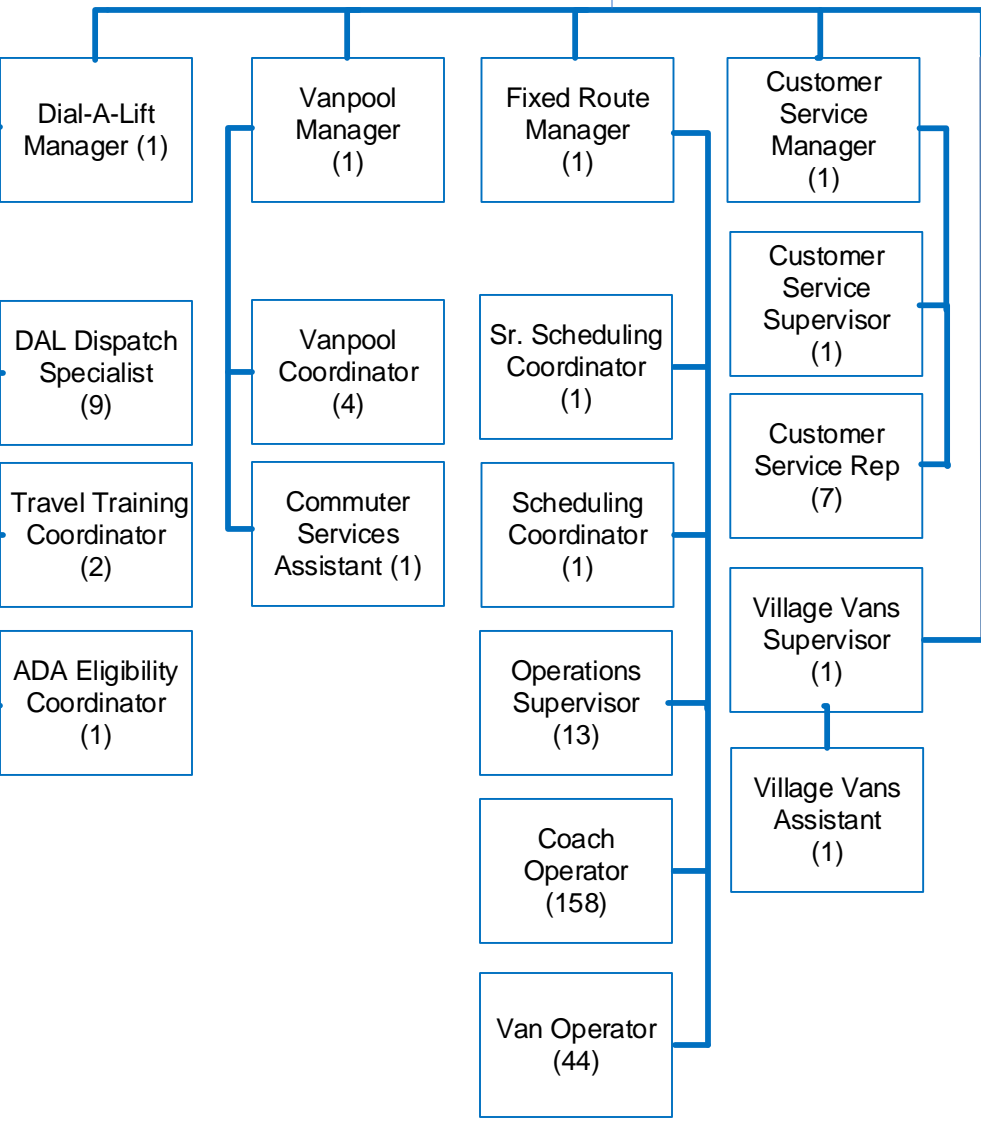 Dial-A-Lift
Manager (1)
Vanpool
Manager
(1)
Fixed Route
Manager
(1)
Customer
Service
Manager
(1)
Customer
Service
Supervisor
(1)
DAL Dispatch
Specialist
(9)
Vanpool
Coordinator
(4)
Sr. Scheduling
Coordinator
(1)
Customer
Service Rep
(7)
Travel Training
Coordinator
(2)
Commuter
Services
Assistant (1)
Scheduling
Coordinator
(1)
Village Vans
Supervisor
(1)
ADA Eligibility
Coordinator
(1)
Operations
Supervisor
(13)
Village Vans
Assistant
(1)
Coach
Operator
(158)
Van Operator
(44)